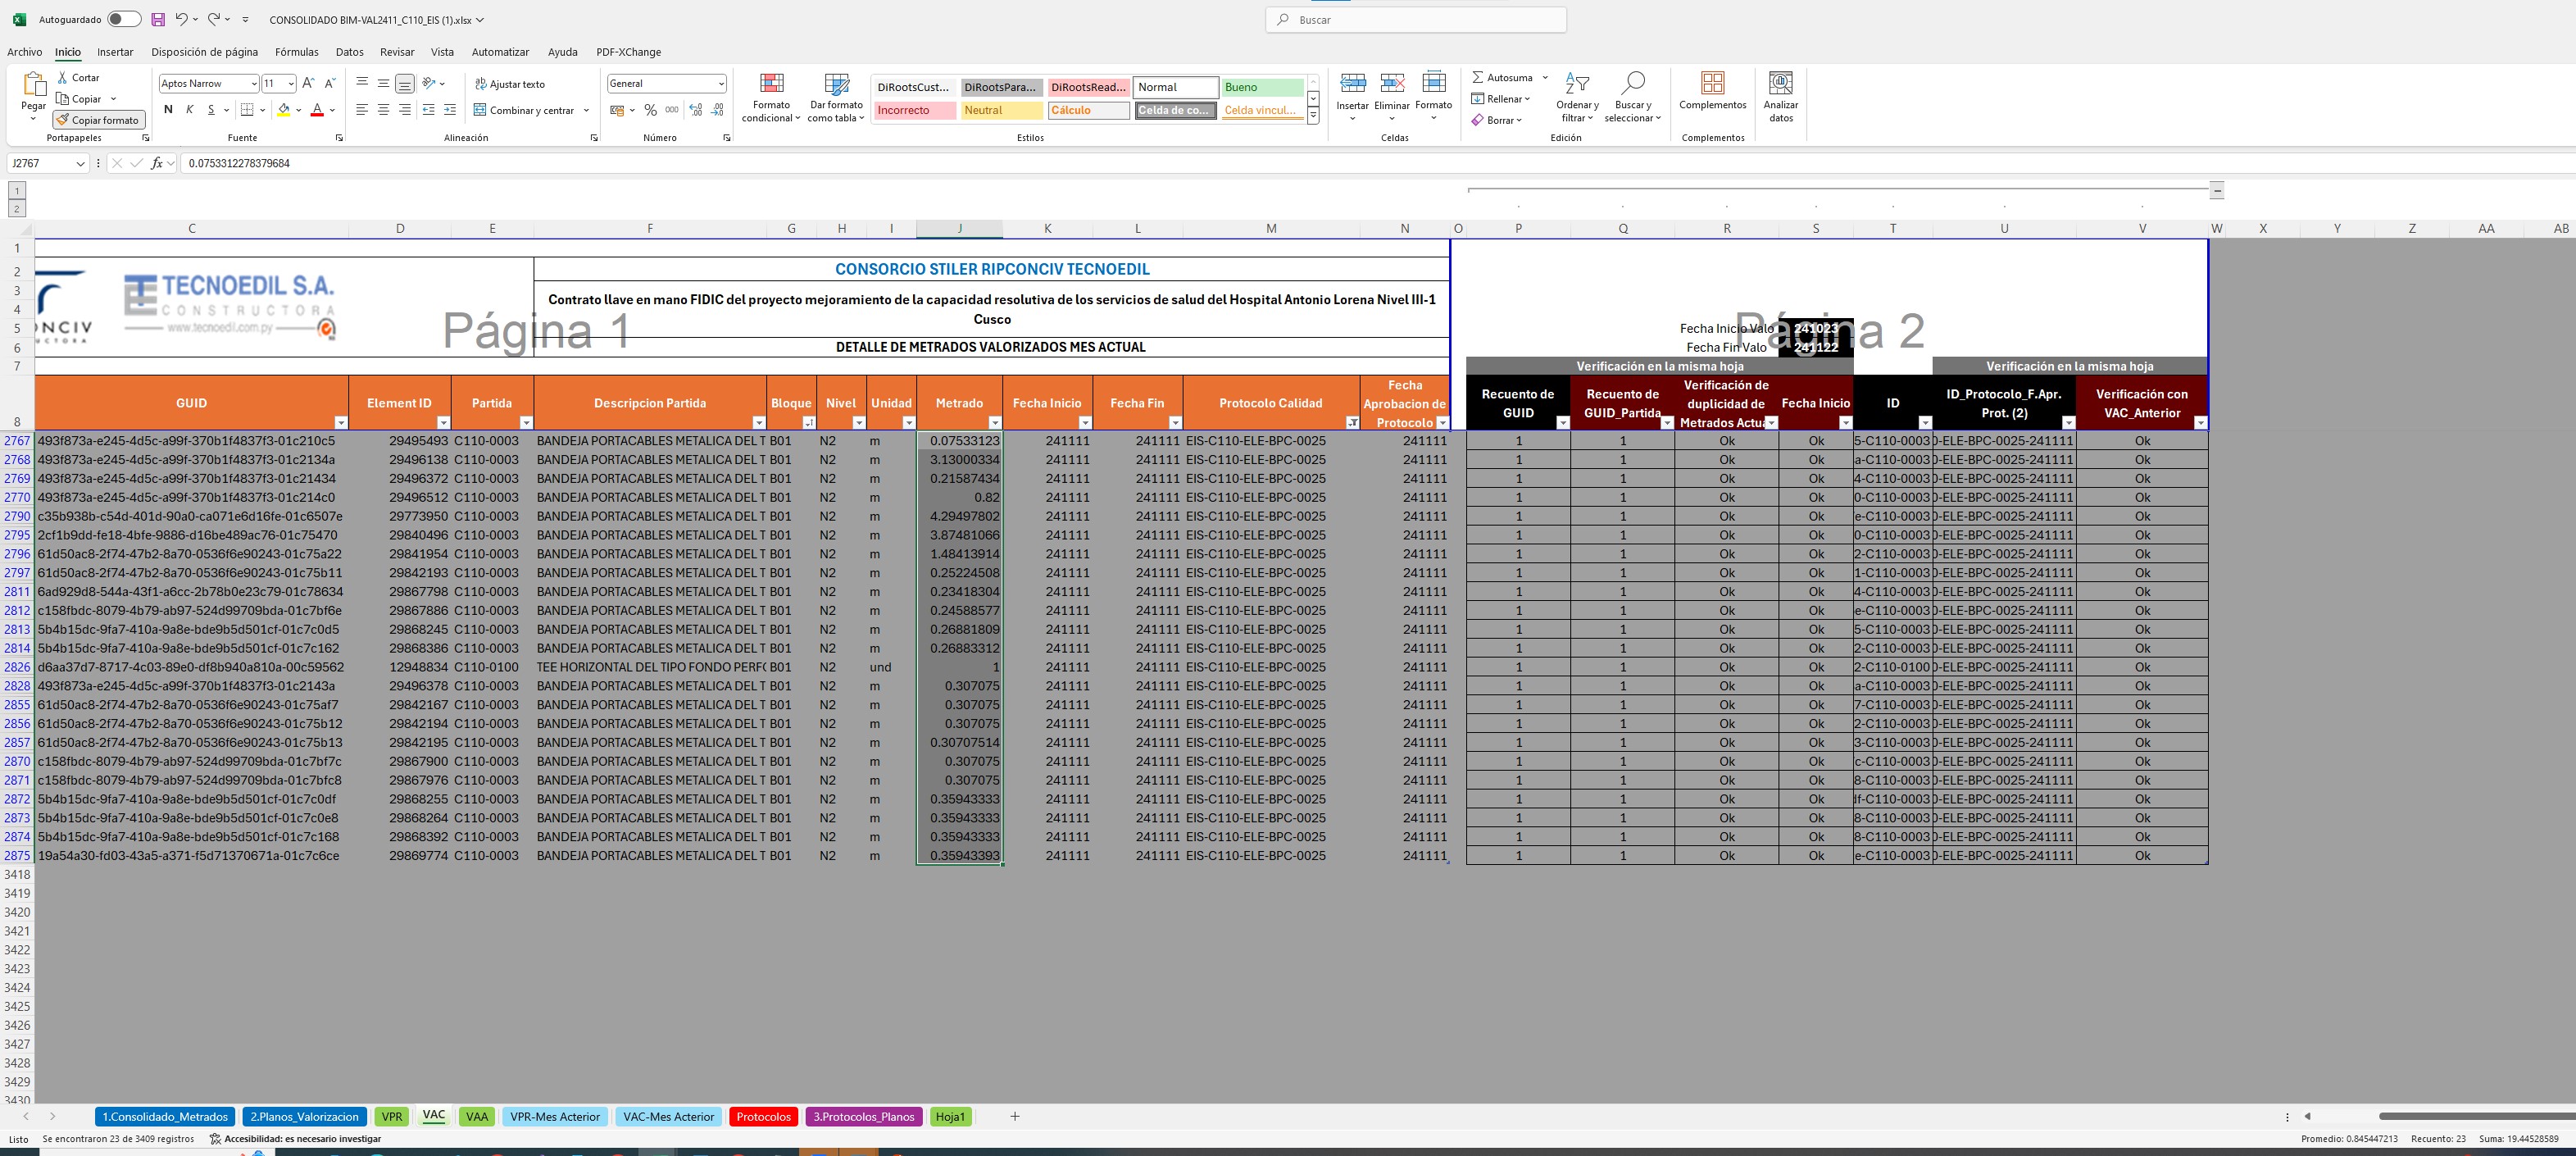 Autoguardado CONSOLIDADO BIM-VAL2411_C110_EIS (1).xlsx Buscar
Archivo Inicio Insertar Disposición de página Fórmulas Datos Revisar Vista Automatizar Ayuda PDF-XChange
Pegar Cortar Copiar Copiar formato Portapapeles
Aptos Narrow 11 N K S Fuente
Ajustar texto Combinar y centrar Alineación
General % 000 Número
Formato condicional Dar formato como tabla
DiRootsCust... DiRootsPara... DiRootsRead... Normal Bueno
Incorrecto Neutral Cálculo Celda de co... Celda vincul...
Estilos
Insertar Eliminar Formato Celdas
Autosuma Rellenar Borrar Ordenar y filtrar Buscar y seleccionar Edición
Complementos Complementos
Analizar datos
J2767 fx 0.0753312278379684
1
2
C D E F G H I J K L M N O P Q R S T U V W X Y Z AA AB
1
2 TECNOEDIL S.A. CONSORCIO STILER RIPCONCIV TECNOEDIL
3 CONSTRUCTORA Contrato llave en mano FIDIC del proyecto mejoramiento de la capacidad resolutiva de los servicios de salud del Hospital Antonio Lorena Nivel III-1
4 www.tecnoedil.com.py Cusco
5 Página 1 Fecha Inicio Valo 241023 Página 2
6 DETALLE DE METRADOS VALORIZADOS MES ACTUAL Fecha Fin Valo 241122
7 Verificación en la misma hoja Verificación en la misma hoja
8 GUID Element ID Partida Descripcion Partida Bloque Nivel Unidad Metrado Fecha Inicio Fecha Fin Protocolo Calidad Fecha Aprobacion de Protocolo Recuento de GUID Recuento de GUID_Partida Verificación de duplicidad de Metrados Actua Fecha Inicio ID ID_Protocolo_F.Apr. Prot. (2) Verificación con VAC_Anterior
2767 493f873a-e245-4d5c-a99f-370b1f4837f3-01c210c5 29495493 C110-0003 BANDEJA PORTACABLES METALICA DEL T B01 N2 m 0.07533123 241111 241111 EIS-C110-ELE-BPC-0025 241111 1 1 Ok Ok 5-C110-0003 -ELE-BPC-0025-241111 Ok
2768 493f873a-e245-4d5c-a99f-370b1f4837f3-01c2134a 29496138 C110-0003 BANDEJA PORTACABLES METALICA DEL T B01 N2 m 3.13000334 241111 241111 EIS-C110-ELE-BPC-0025 241111 1 1 Ok Ok a-C110-0003 -ELE-BPC-0025-241111 Ok
2769 493f873a-e245-4d5c-a99f-370b1f4837f3-01c21434 29496372 C110-0003 BANDEJA PORTACABLES METALICA DEL T B01 N2 m 0.21587434 241111 241111 EIS-C110-ELE-BPC-0025 241111 1 1 Ok Ok 4-C110-0003 -ELE-BPC-0025-241111 Ok
2770 493f873a-e245-4d5c-a99f-370b1f4837f3-01c214c0 29496512 C110-0003 BANDEJA PORTACABLES METALICA DEL T B01 N2 m 0.82 241111 241111 EIS-C110-ELE-BPC-0025 241111 1 1 Ok Ok 0-C110-0003 -ELE-BPC-0025-241111 Ok
2790 c35b938b-c54d-401d-90a0-ca071e6d16fe-01c6507e 29773950 C110-0003 BANDEJA PORTACABLES METALICA DEL T B01 N2 m 4.29497802 241111 241111 EIS-C110-ELE-BPC-0025 241111 1 1 Ok Ok e-C110-0003 -ELE-BPC-0025-241111 Ok
2795 2cf1b9dd-fe18-4bfe-9886-d16be489ac76-01c75470 29840496 C110-0003 BANDEJA PORTACABLES METALICA DEL T B01 N2 m 3.87481066 241111 241111 EIS-C110-ELE-BPC-0025 241111 1 1 Ok Ok 0-C110-0003 -ELE-BPC-0025-241111 Ok
2796 61d50ac8-2f74-47b2-8a70-0536f6e90243-01c75a22 29841954 C110-0003 BANDEJA PORTACABLES METALICA DEL T B01 N2 m 1.48413914 241111 241111 EIS-C110-ELE-BPC-0025 241111 1 1 Ok Ok 2-C110-0003 -ELE-BPC-0025-241111 Ok
2797 61d50ac8-2f74-47b2-8a70-0536f6e90243-01c75b11 29842193 C110-0003 BANDEJA PORTACABLES METALICA DEL T B01 N2 m 0.25224508 241111 241111 EIS-C110-ELE-BPC-0025 241111 1 1 Ok Ok 1-C110-0003 -ELE-BPC-0025-241111 Ok
2811 6ad929d8-544a-43f1-a6cc-2b78b0e23c79-01c78634 29867798 C110-0003 BANDEJA PORTACABLES METALICA DEL T B01 N2 m 0.23418304 241111 241111 EIS-C110-ELE-BPC-0025 241111 1 1 Ok Ok 4-C110-0003 -ELE-BPC-0025-241111 Ok
2812 c158fbdc-8079-4b79-ab97-524d99709bda-01c7bf6e 29867886 C110-0003 BANDEJA PORTACABLES METALICA DEL T B01 N2 m 0.24588577 241111 241111 EIS-C110-ELE-BPC-0025 241111 1 1 Ok Ok e-C110-0003 -ELE-BPC-0025-241111 Ok
2813 5b4b15dc-9fa7-410a-9a8e-bde9b5d501cf-01c7c0d5 29868245 C110-0003 BANDEJA PORTACABLES METALICA DEL T B01 N2 m 0.26881809 241111 241111 EIS-C110-ELE-BPC-0025 241111 1 1 Ok Ok 5-C110-0003 -ELE-BPC-0025-241111 Ok
2814 5b4b15dc-9fa7-410a-9a8e-bde9b5d501cf-01c7c162 29868386 C110-0003 BANDEJA PORTACABLES METALICA DEL T B01 N2 m 0.26883312 241111 241111 EIS-C110-ELE-BPC-0025 241111 1 1 Ok Ok 2-C110-0003 -ELE-BPC-0025-241111 Ok
2826 d6aa37d7-8717-4c03-89e0-df8b940a810a-00c59562 12948834 C110-0100 TEE HORIZONTAL DEL TIPO FONDO PERFO B01 N2 und 1 241111 241111 EIS-C110-ELE-BPC-0025 241111 1 1 Ok Ok 2-C110-0100 -ELE-BPC-0025-241111 Ok
2828 493f873a-e245-4d5c-a99f-370b1f4837f3-01c2143a 29496378 C110-0003 BANDEJA PORTACABLES METALICA DEL T B01 N2 m 0.307075 241111 241111 EIS-C110-ELE-BPC-0025 241111 1 1 Ok Ok a-C110-0003 -ELE-BPC-0025-241111 Ok
2855 61d50ac8-2f74-47b2-8a70-0536f6e90243-01c75af7 29842167 C110-0003 BANDEJA PORTACABLES METALICA DEL T B01 N2 m 0.307075 241111 241111 EIS-C110-ELE-BPC-0025 241111 1 1 Ok Ok 7-C110-0003 -ELE-BPC-0025-241111 Ok
2856 61d50ac8-2f74-47b2-8a70-0536f6e90243-01c75b12 29842194 C110-0003 BANDEJA PORTACABLES METALICA DEL T B01 N2 m 0.307075 241111 241111 EIS-C110-ELE-BPC-0025 241111 1 1 Ok Ok 2-C110-0003 -ELE-BPC-0025-241111 Ok
2857 61d50ac8-2f74-47b2-8a70-0536f6e90243-01c75b13 29842195 C110-0003 BANDEJA PORTACABLES METALICA DEL T B01 N2 m 0.30707514 241111 241111 EIS-C110-ELE-BPC-0025 241111 1 1 Ok Ok 3-C110-0003 -ELE-BPC-0025-241111 Ok
2870 c158fbdc-8079-4b79-ab97-524d99709bda-01c7bf7c 29867900 C110-0003 BANDEJA PORTACABLES METALICA DEL T B01 N2 m 0.307075 241111 241111 EIS-C110-ELE-BPC-0025 241111 1 1 Ok Ok c-C110-0003 -ELE-BPC-0025-241111 Ok
2871 c158fbdc-8079-4b79-ab97-524d99709bda-01c7bfc8 29867976 C110-0003 BANDEJA PORTACABLES METALICA DEL T B01 N2 m 0.307075 241111 241111 EIS-C110-ELE-BPC-0025 241111 1 1 Ok Ok 8-C110-0003 -ELE-BPC-0025-241111 Ok
2872 5b4b15dc-9fa7-410a-9a8e-bde9b5d501cf-01c7c0df 29868255 C110-0003 BANDEJA PORTACABLES METALICA DEL T B01 N2 m 0.35943333 241111 241111 EIS-C110-ELE-BPC-0025 241111 1 1 Ok Ok df-C110-0003 -ELE-BPC-0025-241111 Ok
2873 5b4b15dc-9fa7-410a-9a8e-bde9b5d501cf-01c7c0e8 29868264 C110-0003 BANDEJA PORTACABLES METALICA DEL T B01 N2 m 0.35943333 241111 241111 EIS-C110-ELE-BPC-0025 241111 1 1 Ok Ok 8-C110-0003 -ELE-BPC-0025-241111 Ok
2874 5b4b15dc-9fa7-410a-9a8e-bde9b5d501cf-01c7c168 29868392 C110-0003 BANDEJA PORTACABLES METALICA DEL T B01 N2 m 0.35943333 241111 241111 EIS-C110-ELE-BPC-0025 241111 1 1 Ok Ok 8-C110-0003 -ELE-BPC-0025-241111 Ok
2875 19a54a30-fd03-43a5-a371-f5d71370671a-01c7c6ce 29869774 C110-0003 BANDEJA PORTACABLES METALICA DEL T B01 N2 m 0.35943393 241111 241111 EIS-C110-ELE-BPC-0025 241111 1 1 Ok Ok e-C110-0003 -ELE-BPC-0025-241111 Ok
3418
3419
3420
3421
3422
3423
3424
3425
3426
3427
3428
3429
3430
1.Consolidado_Metrados 2.Planos_Valorizacion VPR VAC VAA VPR-Mes Acterior VAC-Mes Acterior Protocolos 3.Protocolos_Planos Hoja1
Listo Se encontraron 23 de 3409 registros Accesibilidad: es necesario investigar Promedio: 0.845447213 Recuento: 23 Suma: 19.44528589